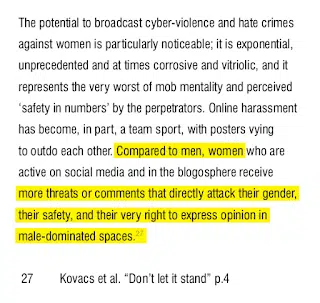 The potential to broadcast cyber-violence and hate crimes
against women is particularly noticeable; it is exponential,
unprecedented and at times corrosive and vitriolic, and it
represents the very worst of mob mentality and perceived
‘safety in numbers’ by the perpetrators. Online harassment
has become, in part, a team sport, with posters vying
to outdo each other. Compared to men, women who are
active on social media and in the blogosphere receive
more threats or comments that directly attack their gender,
their safety, and their very right to express opinion in
male-dominated spaces.27
27 Kovacs et al. “Don’t let it stand” p.4